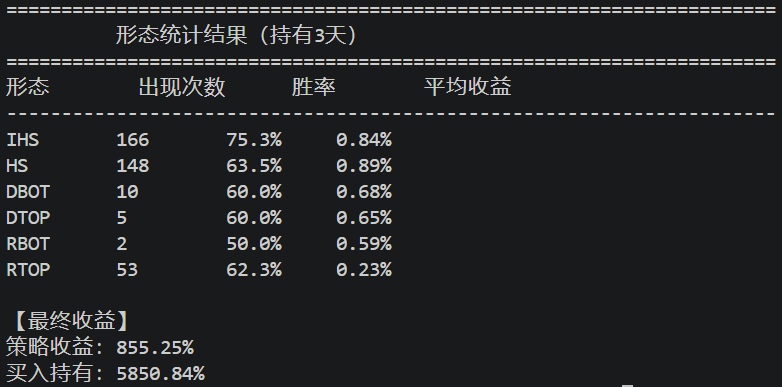 ======================================================================
形态统计结果 (持有3天)
======================================================================
形态 出现次数 胜率 平均收益
----------------------------------------------------------------------
IHS 166 75.3% 0.84%
HS 148 63.5% 0.89%
DBOT 10 60.0% 0.68%
DTOP 5 60.0% 0.65%
RBOT 2 50.0% 0.59%
RTOP 53 62.3% 0.23%
【最终收益】
策略收益: 855.25%
买入持有: 5850.84%